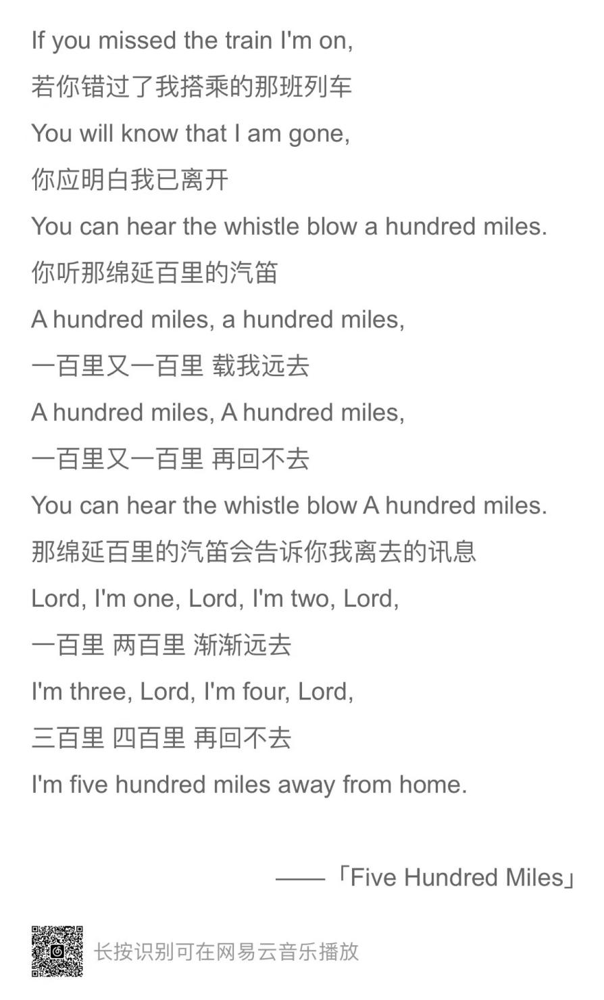 If you missed the train I'm on,
若你错过了我搭乘的那班列车
You will know that I am gone,
你应明白我已离开
You can hear the whistle blow a hundred miles.
你听那绵延百里的汽笛
A hundred miles, a hundred miles,
一百里又一百里 载我远去
A hundred miles, A hundred miles,
一百里又一百里 再回不去
You can hear the whistle blow A hundred miles.
那绵延百里的汽笛会告诉你我离去的讯息
Lord, I'm one, Lord, I'm two, Lord,
一百里 两百里 渐渐远去
I'm three, Lord, I'm four, Lord,
三百里 四百里 再回不去
I'm five hundred miles away from home.
——「Five Hundred Miles」
长按识别可在网易云音乐播放